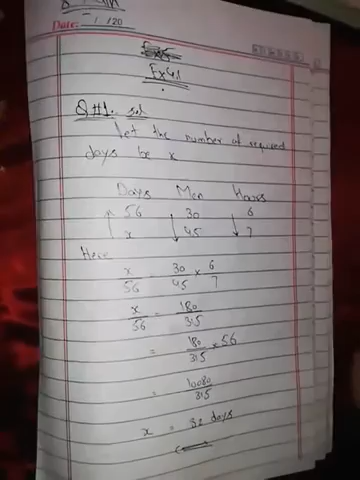 Date: -1. /20
Ex
Q#1. sol
let the number of required
days be x
Days Men Hours
56 30 6
x 45 7
Here
x/56 = 30/45 × 6/7
x/56 = 180/315
= 180/315 × 56
= 10080/315
x = 32 days